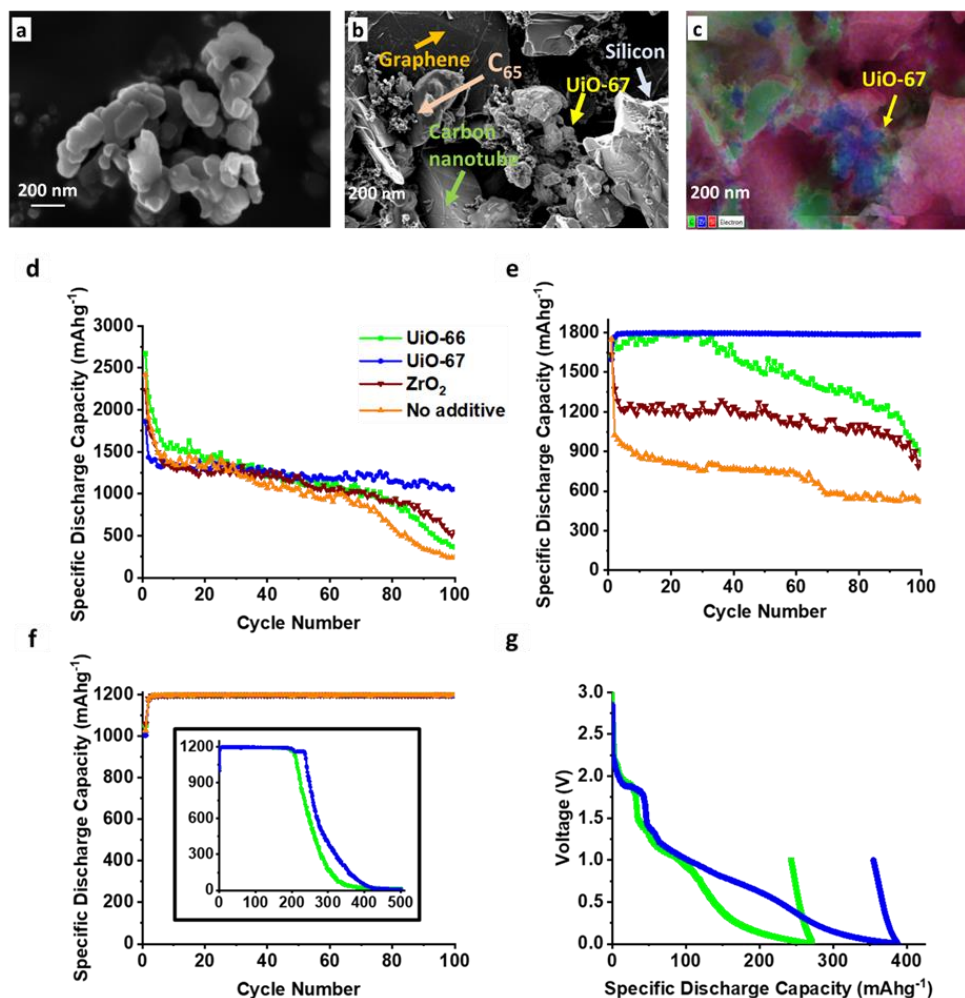 a
200 nm
b
Graphene
C65
Silicon
UiO-67
Carbon
nanotube
200 nm
c
UiO-67
200 nm
Electron
d
Specific Discharge Capacity (mAhg-1)
3000
2500
2000
1500
1000
500
0
0 20 40 60 80 100
Cycle Number
UiO-66
UiO-67
ZrO2
No additive
e
Specific Discharge Capacity (mAhg-1)
1800
1500
1200
900
600
300
0
0 20 40 60 80 100
Cycle Number
f
Specific Discharge Capacity (mAhg-1)
1200
1000
800
600
400
200
0
0 20 40 60 80 100
Cycle Number
1200
900
600
300
0
0 100 200 300 400 500
g
Voltage (V)
3.0
2.5
2.0
1.5
1.0
0.5
0.0
0 100 200 300 400
Specific Discharge Capacity (mAhg-1)